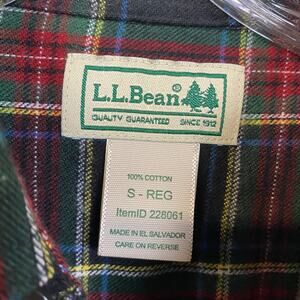 L.L.Bean®
QUALITY GUARANTEED SINCE 1912
100% COTTON
S - REG
ItemID 228061
MADE IN EL SALVADOR
CARE ON REVERSE